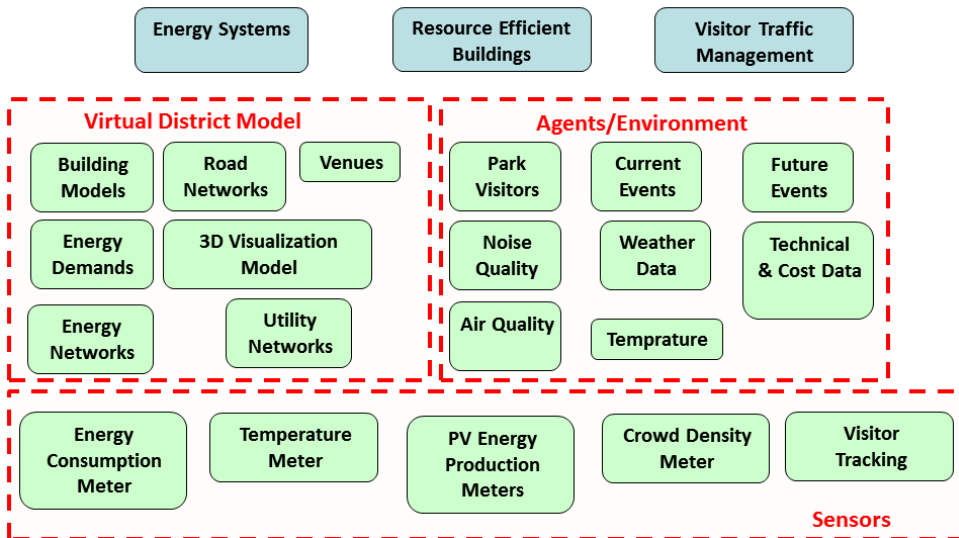 Energy Systems
Resource Efficient
Buildings
Visitor Traffic
Management
Virtual District Model
Building
Models
Road
Networks
Venues
Energy
Demands
3D Visualization
Model
Energy
Networks
Utility
Networks
Agents/Environment
Park
Visitors
Current
Events
Future
Events
Noise
Quality
Weather
Data
Technical
& Cost Data
Air Quality
Temprature
Energy
Consumption
Meter
Temperature
Meter
PV Energy
Production
Meters
Crowd Density
Meter
Visitor
Tracking
Sensors